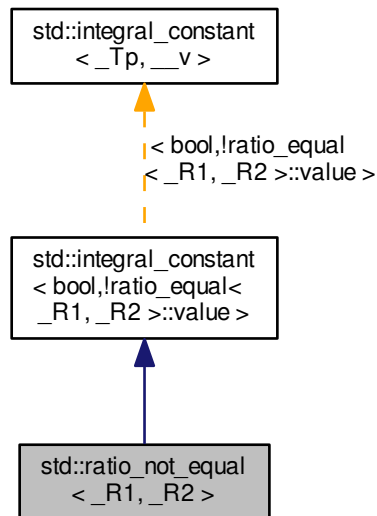 std::integral_constant
< _Tp, __v >
< bool,!ratio_equal
< _R1, _R2 >::value >
std::integral_constant
< bool,!ratio_equal<
_R1, _R2 >::value >
std::ratio_not_equal
< _R1, _R2 >